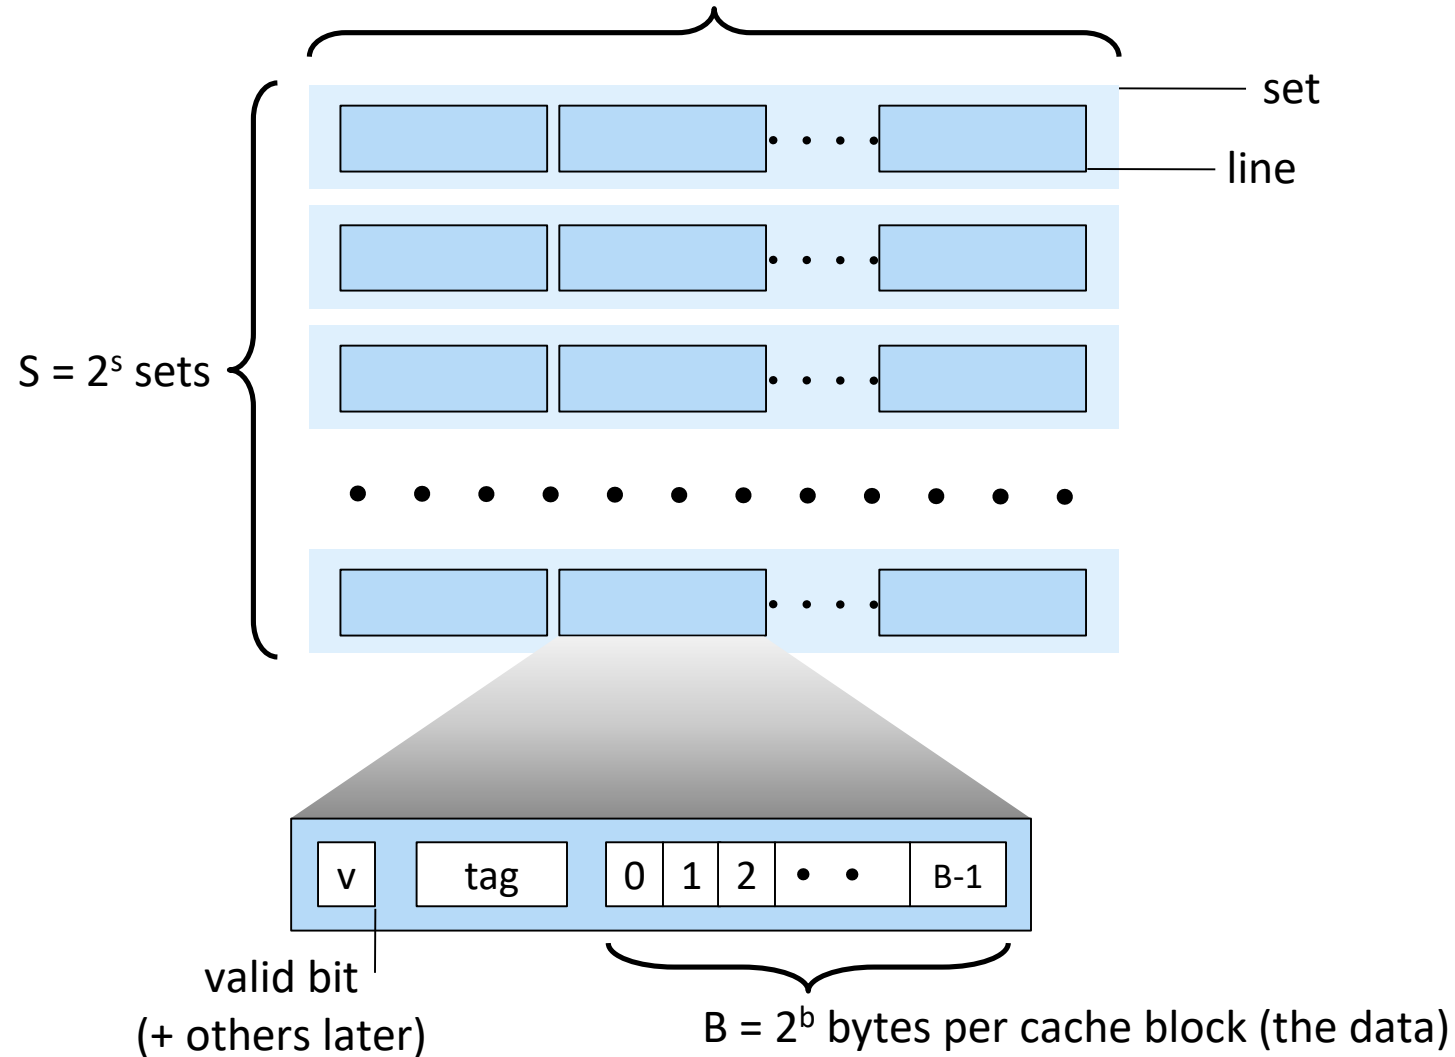 set
line
S = 2ˢ sets
v tag 0 1 2 • • B-1
valid bit
(+ others later)
B = 2ᵇ bytes per cache block (the data)